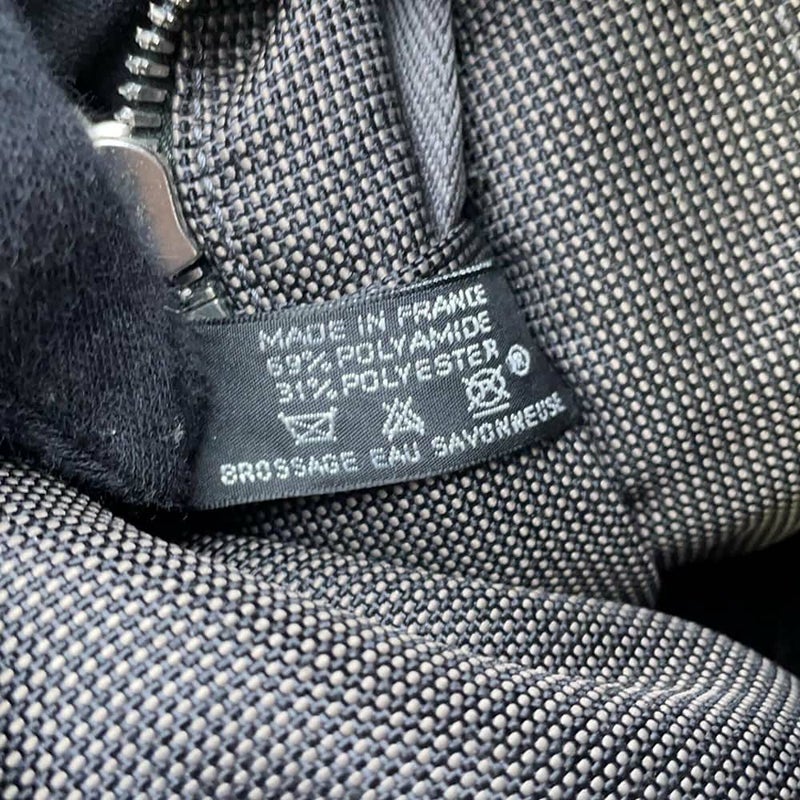 MADE IN FRANCE
69% POLYAMIDE
31% POLYESTER ®
BROSSAGE EAU SAVONNEUSE